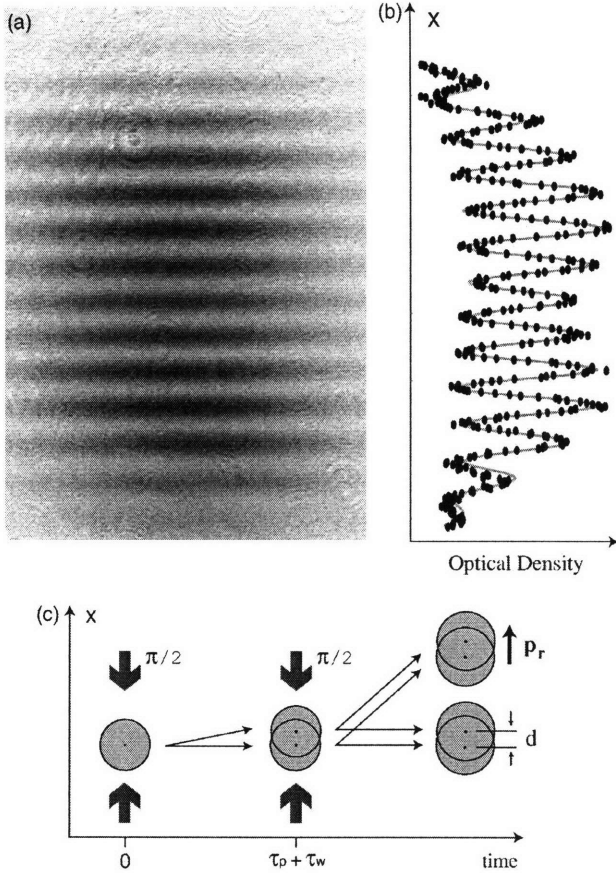 (a)
(b)
X
Optical Density
(c) X
π/2
π/2
p_r
d
0
τ_p + τ_w
time